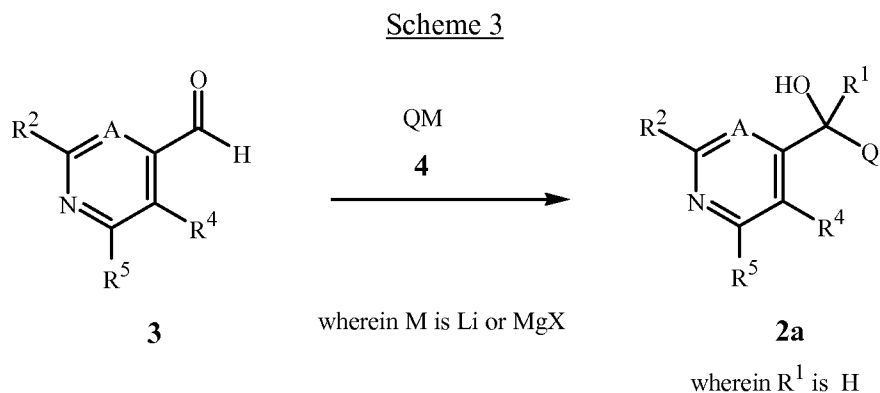 Scheme 3
O
R² A H
N R⁴
R⁵
3
QM
4
wherein M is Li or MgX
HO R¹
R² A Q
N R⁴
R⁵
2a
wherein R¹ is H